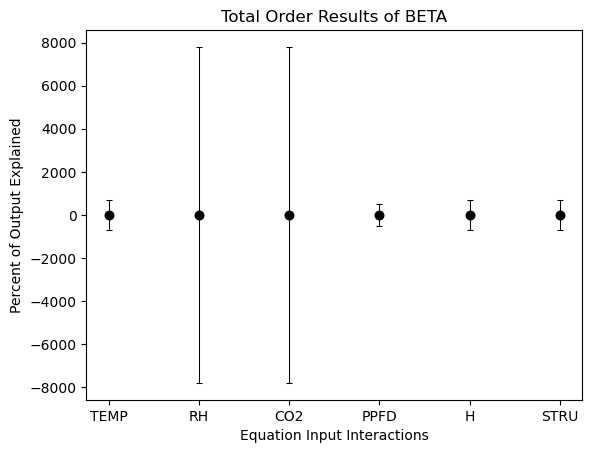 Total Order Results of BETA
Percent of Output Explained
8000
6000
4000
2000
0
−2000
−4000
−6000
−8000
TEMP RH CO2 PPFD H STRU
Equation Input Interactions